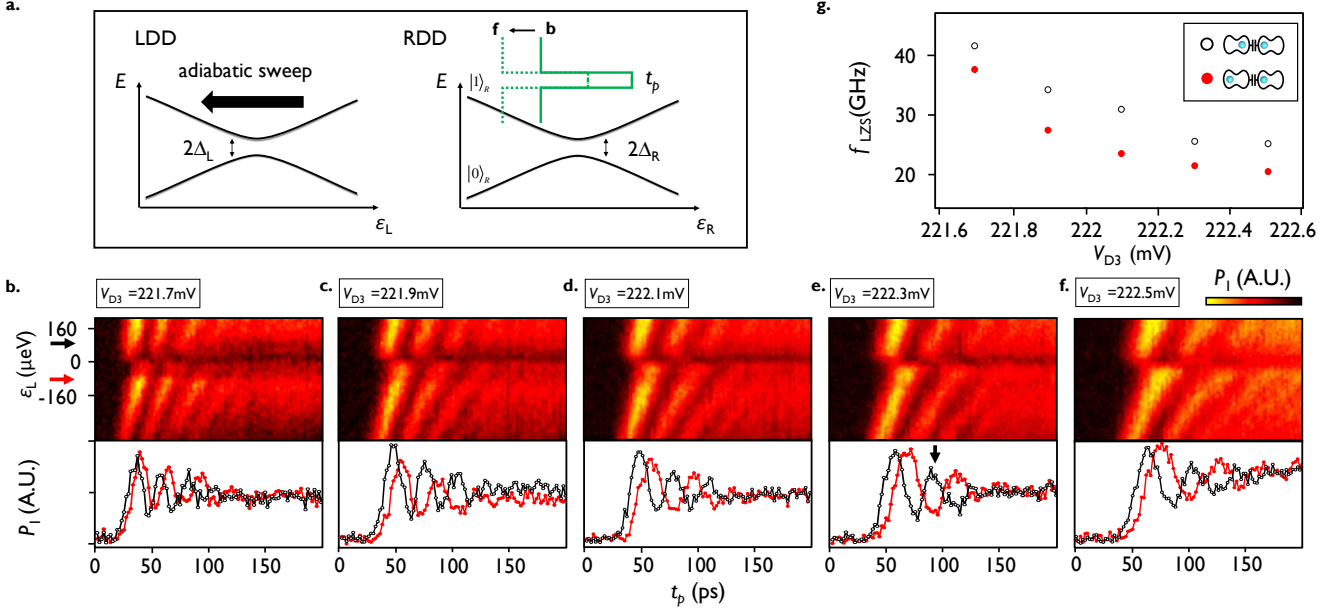 a.
LDD
adiabatic sweep
E
2Δ_L
ε_L
RDD
f
b
t_p
E
|1⟩_R
2Δ_R
|0⟩_R
ε_R
g.
f_LZS(GHz)
40
30
20
221.6
221.8
222
222.2
222.4
222.6
V_D3 (mV)
b.
V_D3 =221.7mV
c.
V_D3 =221.9mV
d.
V_D3 =222.1mV
e.
V_D3 =222.3mV
f.
V_D3 =222.5mV
P_1 (A.U.)
ε_L (µeV)
160
0
-160
P_1 (A.U.)
0
50
100
150
0
50
100
150
0
50
100
150
0
50
100
150
0
50
100
150
t_p (ps)